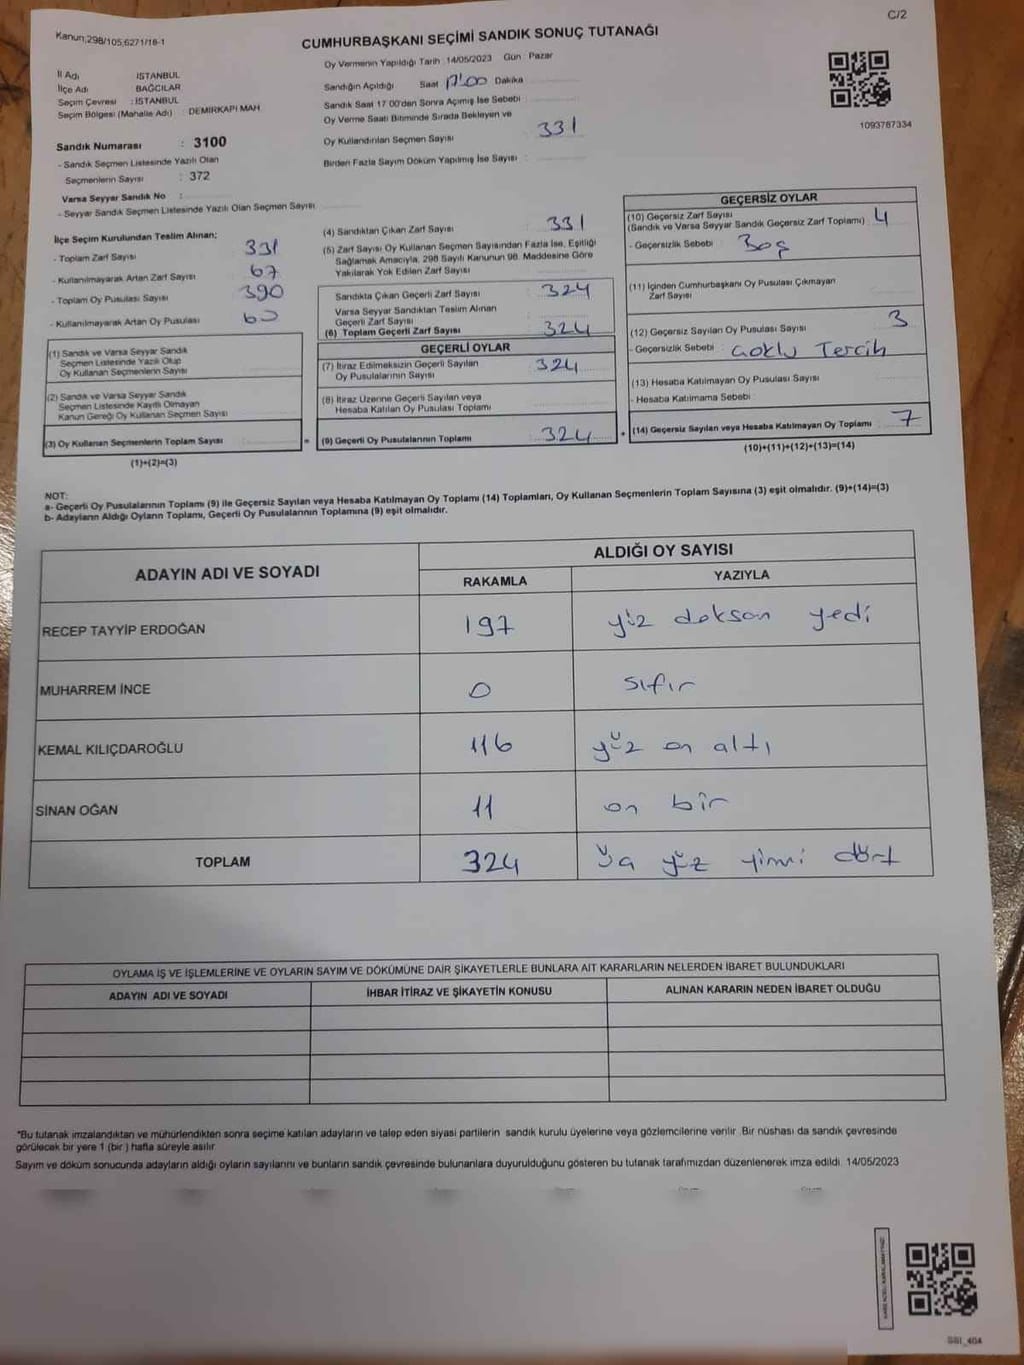 C/2
Kanun;298/105,6271/18-1
CUMHURBAŞKANI SEÇİMİ SANDIK SONUÇ TUTANAĞI
İl Adı İSTANBUL
İlçe Adı BAĞCILAR
Seçim Çevresi : İSTANBUL
Seçim Bölgesi (Mahalle Adı) DEMİRKAPI MAH
Sandık Numarası : 3100
- Sandık Seçmen Listesinde Yazılı Olan
Seçmenlerin Sayısı : 372
Varsa Seyyar Sandık No :
- Seyyar Sandık Seçmen Listesinde Yazılı Olan Seçmen Sayısı
Oy Vermenin Yapıldığı Tarih : 14/05/2023 Gün : Pazar
Sandığın Açıldığı Saat 17:00 Dakika
Sandık Saat 17 00'den Sonra Açımış İse Sebebi
Oy Verme Saati Bitiminde Sırada Bekleyen ve
Oy Kullandırılan Seçmen Sayısı 331
Birden Fazla Sayım Döküm Yapılmış İse Sayısı :
1093787334
İlçe Seçim Kurulundan Teslim Alınan;
- Toplam Zarf Sayısı 331
- Kullanılmayarak Artan Zarf Sayısı 67
- Toplam Oy Pusulası Sayısı 390
- Kullanılmayarak Artan Oy Pusulası 60
(1) Sandık ve Varsa Seyyar Sandık
Seçmen Listesinde Yazılı Olup
Oy Kullanan Seçmenlerin Sayısı
(2) Sandık ve Varsa Seyyar Sandık
Seçmen Listesinde Kayıtlı Olmayan
Kanun Gereği Oy Kullanan Seçmen Sayısı
(3) Oy Kullanan Seçmenlerin Toplam Sayısı =
(1)+(2)=(3)
(4) Sandıktan Çıkan Zarf Sayısı 331
(5) Zarf Sayısı Oy Kullanan Seçmen Sayısından Fazla İse, Eşitliği
Sağlamak Amacıyla, 298 Sayılı Kanunun 98. Maddesine Göre
Yakılarak Yok Edilen Zarf Sayısı
Sandıkta Çıkan Geçerli Zarf Sayısı 324
Varsa Seyyar Sandıktan Teslim Alınan
Geçerli Zarf Sayısı
(6) Toplam Geçerli Zarf Sayısı 324
GEÇERLİ OYLAR
(7) İtiraz Edilmeksizin Geçerli Sayılan
Oy Pusulalarının Sayısı 324
(8) İtiraz Üzerine Geçerli Sayılan veya
Hesaba Katılan Oy Pusulası Toplamı
(9) Geçerli Oy Pusulalarının Toplamı 324 +
GEÇERSİZ OYLAR
(10) Geçersiz Zarf Sayısı 4
(Sandık ve Varsa Seyyar Sandık Geçersiz Zarf Toplamı)
- Geçersizlik Sebebi : Boş
(11) İçinden Cumhurbaşkanı Oy Pusulası Çıkmayan
Zarf Sayısı
(12) Geçersiz Sayılan Oy Pusulası Sayısı 3
- Geçersizlik Sebebi : Çoklu Tercih
(13) Hesaba Katılmayan Oy Pusulası Sayısı
- Hesaba Katılmama Sebebi
(14) Geçersiz Sayılan veya Hesaba Katılmayan Oy Toplamı 7
(10)+(11)+(12)+(13)=(14)
NOT:
a- Geçerli Oy Pusulalarının Toplamı (9) ile Geçersiz Sayılan veya Hesaba Katılmayan Oy Toplamı (14) Toplamları, Oy Kullanan Seçmenlerin Toplam Sayısına (3) eşit olmalıdır. (9)+(14)=(3)
b- Adayların Aldığı Oyların Toplamı, Geçerli Oy Pusulalarının Toplamına (9) eşit olmalıdır.
ADAYIN ADI VE SOYADI ALDIĞI OY SAYISI
RAKAMLA YAZIYLA
RECEP TAYYİP ERDOĞAN 197 yüz doksan yedi
MUHARREM İNCE 0 sıfır
KEMAL KILIÇDAROĞLU 116 yüz on altı
SİNAN OĞAN 11 on bir
TOPLAM 324 Üç yüz yirmi dört
OYLAMA İŞ VE İŞLEMLERİNE VE OYLARIN SAYIM VE DÖKÜMÜNE DAİR ŞİKAYETLERLE BUNLARA AİT KARARLARIN NELERDEN İBARET BULUNDUKLARI
ADAYIN ADI VE SOYADI İHBAR İTİRAZ VE ŞİKAYETİN KONUSU ALINAN KARARIN NEDEN İBARET OLDUĞU
*Bu tutanak imzalandıktan ve mühürlendikten sonra seçime katılan adayların ve talep eden siyasi partilerin sandık kurulu üyelerine veya gözlemcilerine verilir. Bir nüshası da sandık çevresinde
görülecek bir yere 1 (bir ) hafta süreyle asılır
Sayım ve döküm sonucunda adayların aldığı oyların sayılarını ve bunların sandık çevresinde bulunanlara duyurulduğunu gösteren bu tutanak tarafımızdan düzenlenerek imza edildi. 14/05/2023